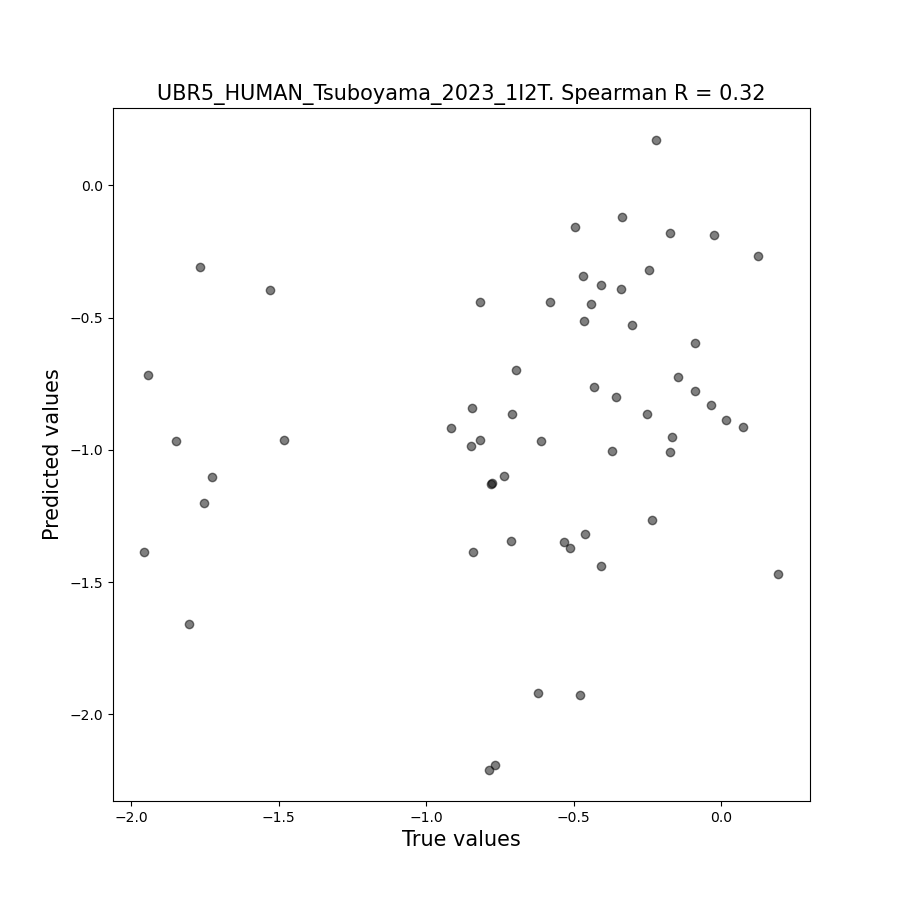 UBR5_HUMAN_Tsuboyama_2023_1I2T. Spearman R = 0.32
0.0
−0.5
−1.0
−1.5
−2.0
Predicted values
−2.0 −1.5 −1.0 −0.5 0.0
True values